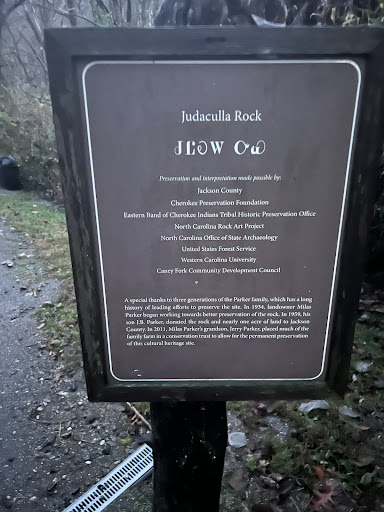 Judaculla Rock
ᏧᏝᎧᎳ ᏅᏯ
Preservation and interpretation made possible by:
Jackson County
Cherokee Preservation Foundation
Eastern Band of Cherokee Indians Tribal Historic Preservation Office
North Carolina Rock Art Project
North Carolina Office of State Archaeology
United States Forest Service
Western Carolina University
Caney Fork Community Development Council
A special thanks to three generations of the Parker family, which has a long
history of leading efforts to preserve the site. In 1934, landowner Milas
Parker began working towards better preservation of the rock. In 1959, his
son J.B. Parker, donated the rock and nearly one acre of land to Jackson
County. In 2011, Milas Parker's grandson, Jerry Parker, placed much of the
family farm in a conservation trust to allow for the permanent preservation
of this cultural heritage site.